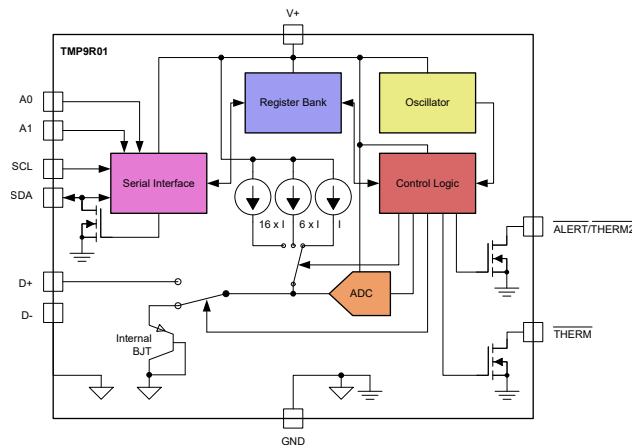 V+
TMP9R01
A0
A1
SCL
SDA
Register Bank
Oscillator
Serial Interface
Control Logic
16 x I
6 x I
I
ALERT/THERM2
D+
D-
ADC
Internal
BJT
THERM
GND